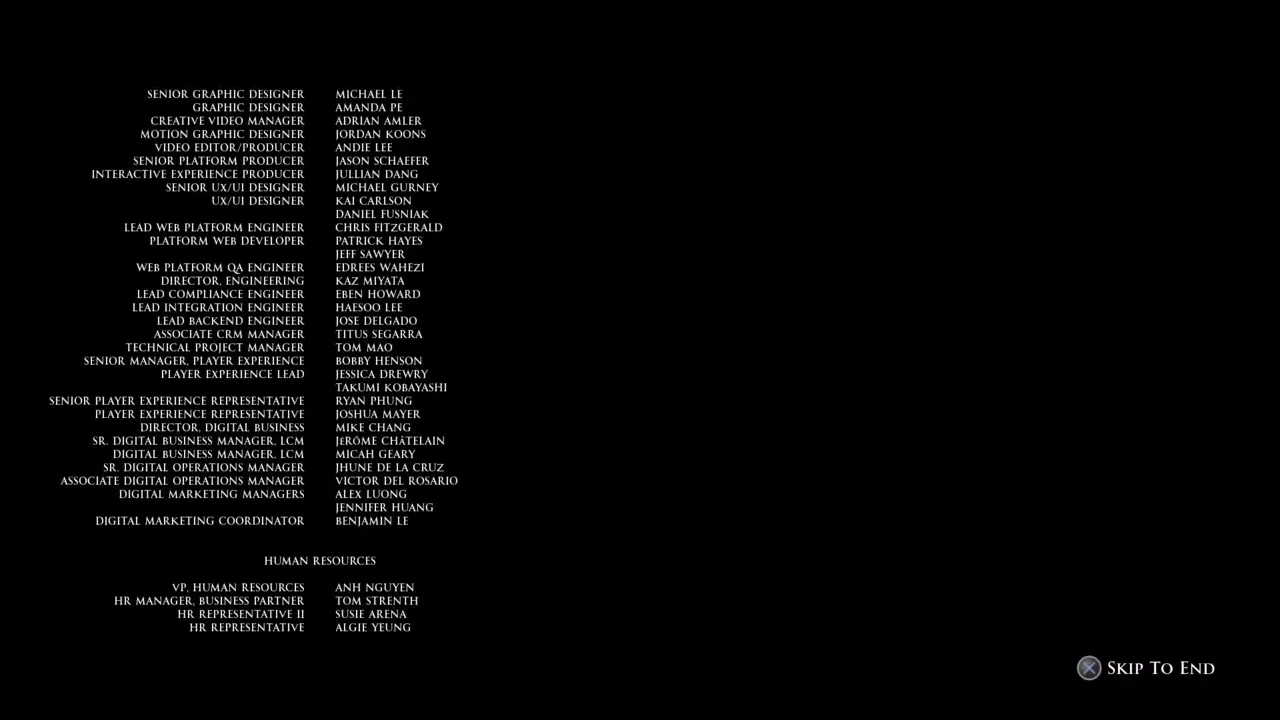 SENIOR GRAPHIC DESIGNER MICHAEL LE
GRAPHIC DESIGNER AMANDA PE
CREATIVE VIDEO MANAGER ADRIAN AMLER
MOTION GRAPHIC DESIGNER JORDAN KOONS
VIDEO EDITOR/PRODUCER ANDIE LEE
SENIOR PLATFORM PRODUCER JASON SCHAEFER
INTERACTIVE EXPERIENCE PRODUCER JULLIAN DANG
SENIOR UX/UI DESIGNER MICHAEL GURNEY
UX/UI DESIGNER KAI CARLSON
DANIEL FUSNIAK
LEAD WEB PLATFORM ENGINEER CHRIS FITZGERALD
PLATFORM WEB DEVELOPER PATRICK HAYES
JEFF SAWYER
WEB PLATFORM QA ENGINEER EDREES WAHEZI
DIRECTOR, ENGINEERING KAZ MIYATA
LEAD COMPLIANCE ENGINEER EBEN HOWARD
LEAD INTEGRATION ENGINEER HAESOO LEE
LEAD BACKEND ENGINEER JOSE DELGADO
ASSOCIATE CRM MANAGER TITUS SEGARRA
TECHNICAL PROJECT MANAGER TOM MAO
SENIOR MANAGER, PLAYER EXPERIENCE BOBBY HENSON
PLAYER EXPERIENCE LEAD JESSICA DREWRY
TAKUMI KOBAYASHI
SENIOR PLAYER EXPERIENCE REPRESENTATIVE RYAN PHUNG
PLAYER EXPERIENCE REPRESENTATIVE JOSHUA MAYER
DIRECTOR, DIGITAL BUSINESS MIKE CHANG
SR. DIGITAL BUSINESS MANAGER, LCM JÉRÔME CHÂTELAIN
DIGITAL BUSINESS MANAGER, LCM MICAH GEARY
SR. DIGITAL OPERATIONS MANAGER JHUNE DE LA CRUZ
ASSOCIATE DIGITAL OPERATIONS MANAGER VICTOR DEL ROSARIO
DIGITAL MARKETING MANAGERS ALEX LUONG
JENNIFER HUANG
DIGITAL MARKETING COORDINATOR BENJAMIN LE
HUMAN RESOURCES
VP, HUMAN RESOURCES ANH NGUYEN
HR MANAGER, BUSINESS PARTNER TOM STRENTH
HR REPRESENTATIVE II SUSIE ARENA
HR REPRESENTATIVE ALGIE YEUNG
SKIP TO END